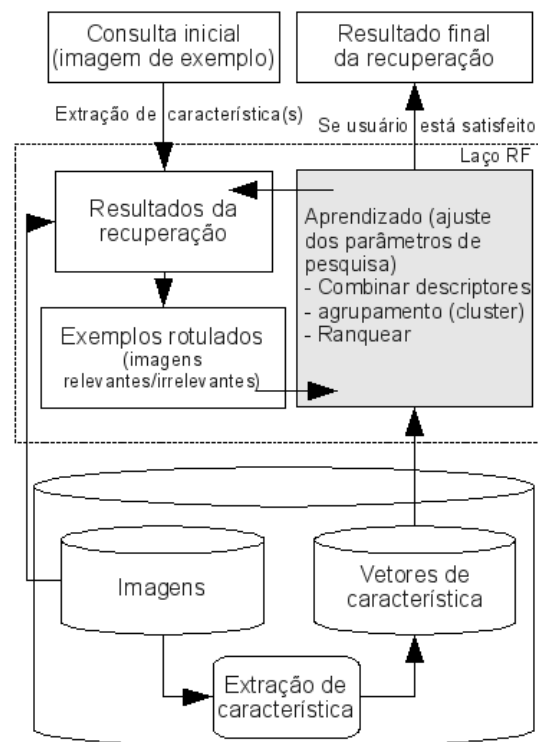 Consulta inicial
(imagem de exemplo)
Resultado final
da recuperação
Extração de característica(s)
Se usuário está satisfeito
Laço RF
Resultados da
recuperação
Aprendizado (ajuste
dos parâmetros de
pesquisa)
- Combinar descriptores
- agrupamento (cluster)
- Ranquear
Exemplos rotulados
(imagens
relevantes/irrelevantes)
Imagens
Vetores de
característica
Extração de
característica